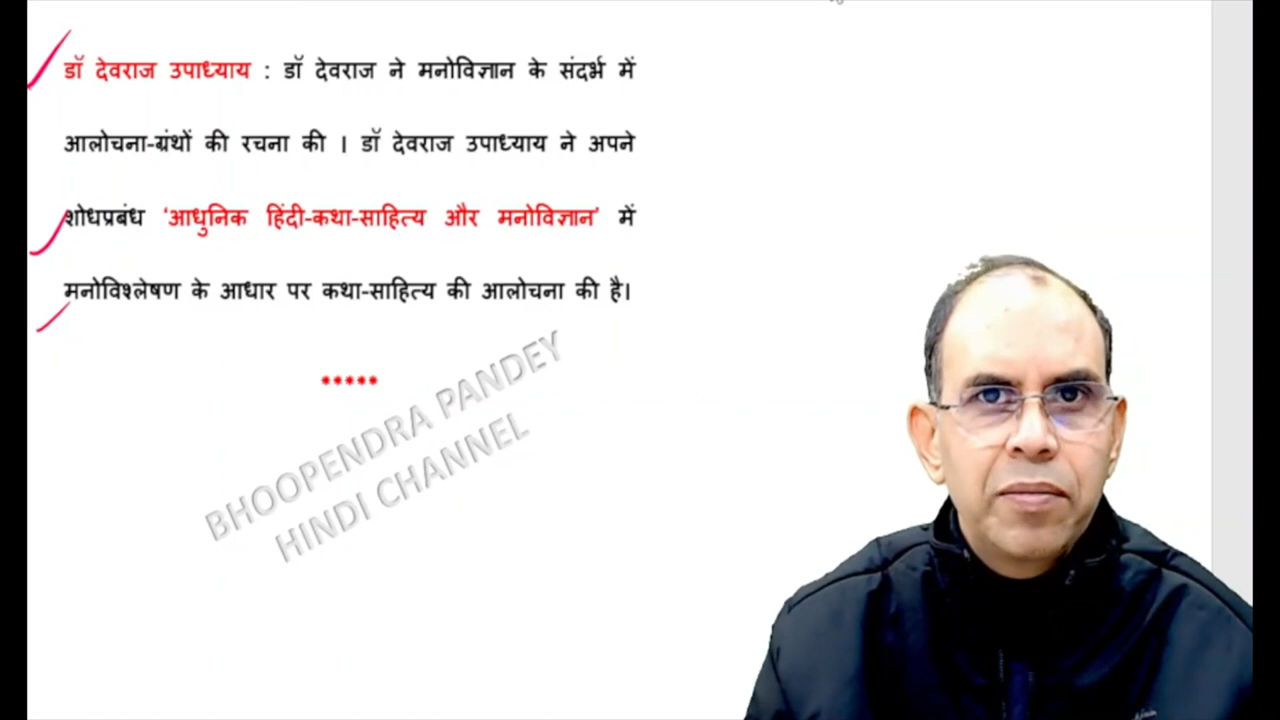 डॉ देवराज उपाध्याय : डॉ देवराज ने मनोविज्ञान के संदर्भ में
आलोचना-ग्रंथों की रचना की । डॉ देवराज उपाध्याय ने अपने
शोधप्रबंध ‘आधुनिक हिंदी-कथा-साहित्य और मनोविज्ञान’ में
मनोविश्लेषण के आधार पर कथा-साहित्य की आलोचना की है।
*****
BHOOPENDRA PANDEY
HINDI CHANNEL